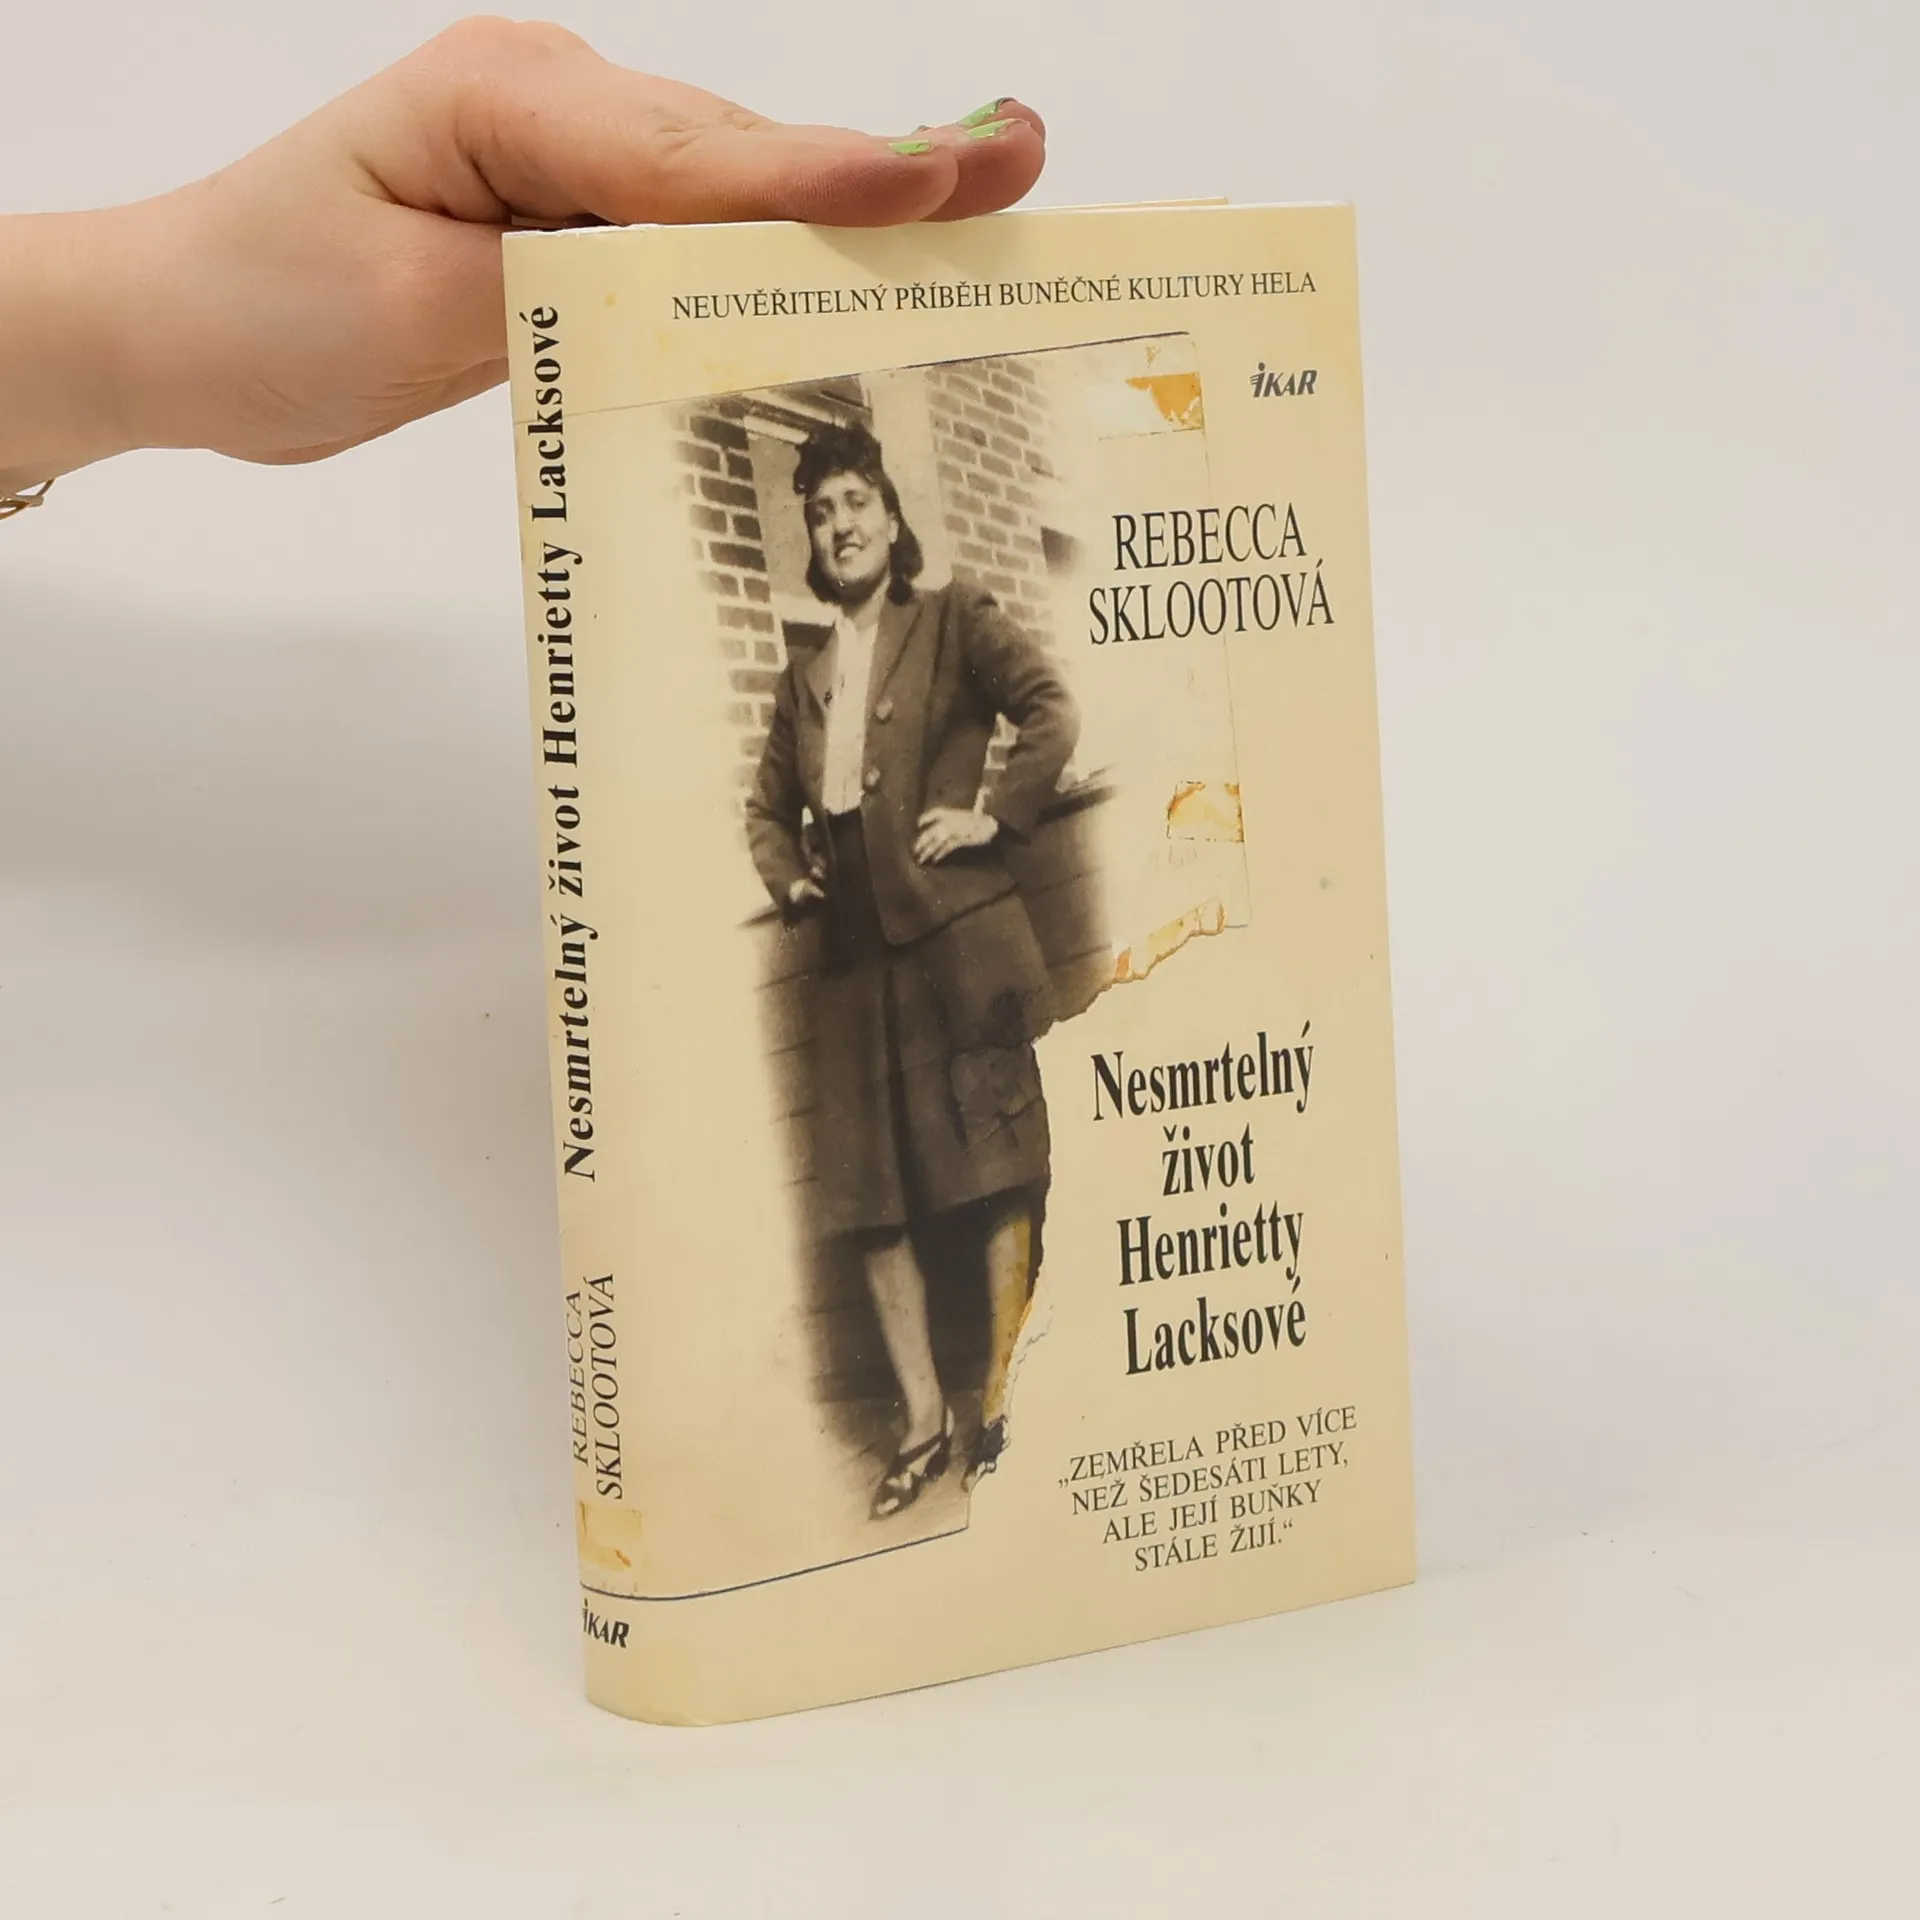 NEUVĚŘITELNÝ PŘÍBĚH BUNĚČNÉ KULTURY HELA
IKAR
REBECCA
SKLOOTOVÁ
Nesmrtelný
život
Henrietty
Lacksové
„ZEMŘELA PŘED VÍCE
NEŽ ŠEDESÁTI LETY,
ALE JEJÍ BUŇKY
STÁLE ŽIJÍ.“
Nesmrtelný život Henrietty Lacksové
REBECCA
SKLOOTOVÁ
IKAR